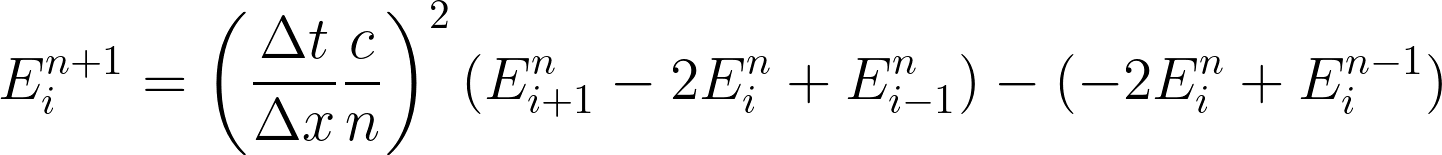 $E_i^{n+1} = \left( \frac{\Delta t}{\Delta x} \frac{c}{n} \right)^2 (E_{i+1}^n - 2E_i^n + E_{i-1}^n) - (-2E_i^n + E_i^{n-1})$